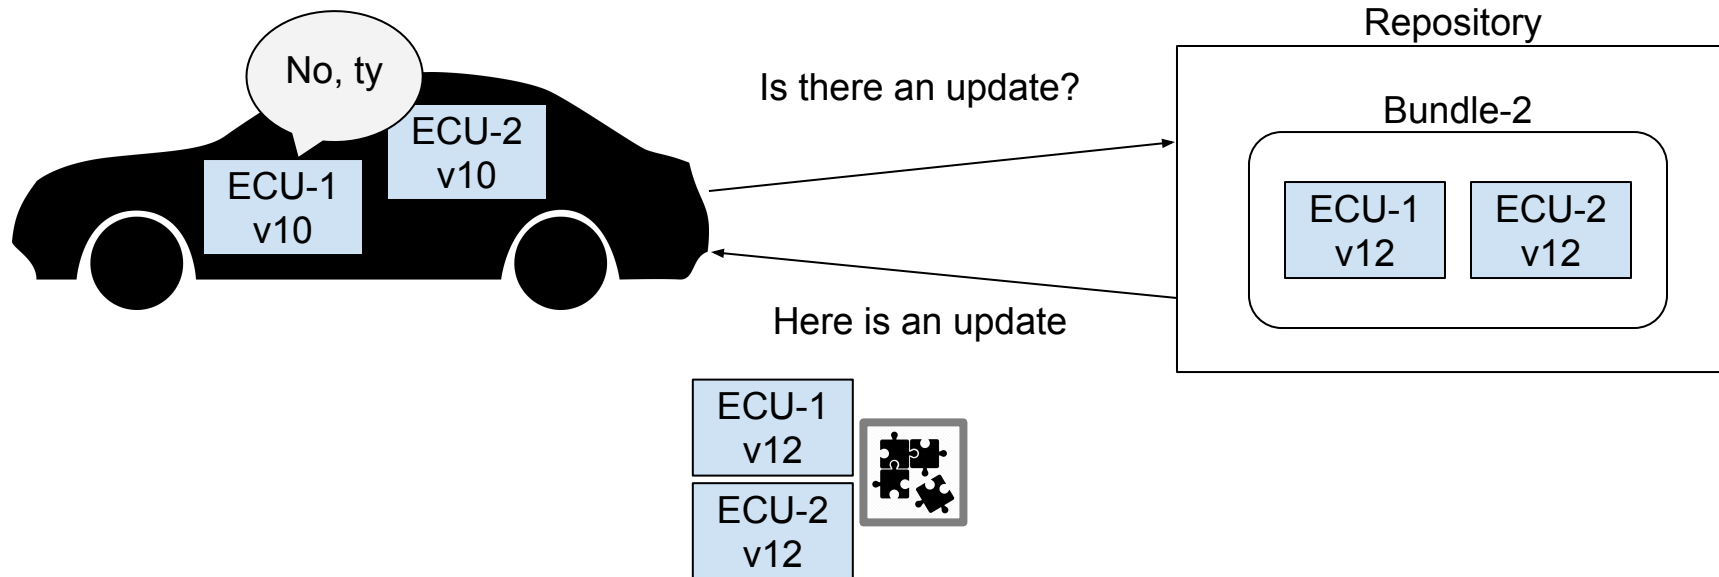 Repository
No, ty
Is there an update?
Bundle-2
ECU-2
v10
ECU-1
v10
ECU-1
v12
ECU-2
v12
Here is an update
ECU-1
v12
ECU-2
v12